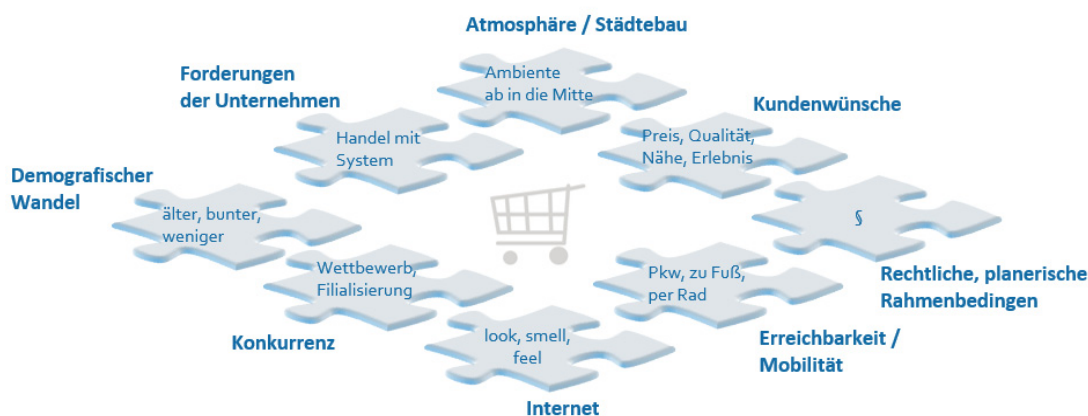 Atmosphäre / Städtebau
Ambiente
ab in die Mitte
Forderungen
der Unternehmen
Handel mit
System
Kundenwünsche
Preis, Qualität,
Nähe, Erlebnis
Demografischer
Wandel
älter, bunter,
weniger
§
Rechtliche, planerische
Rahmenbedingen
Wettbewerb,
Filialisierung
Konkurrenz
Pkw, zu Fuß,
per Rad
Erreichbarkeit /
Mobilität
look, smell,
feel
Internet